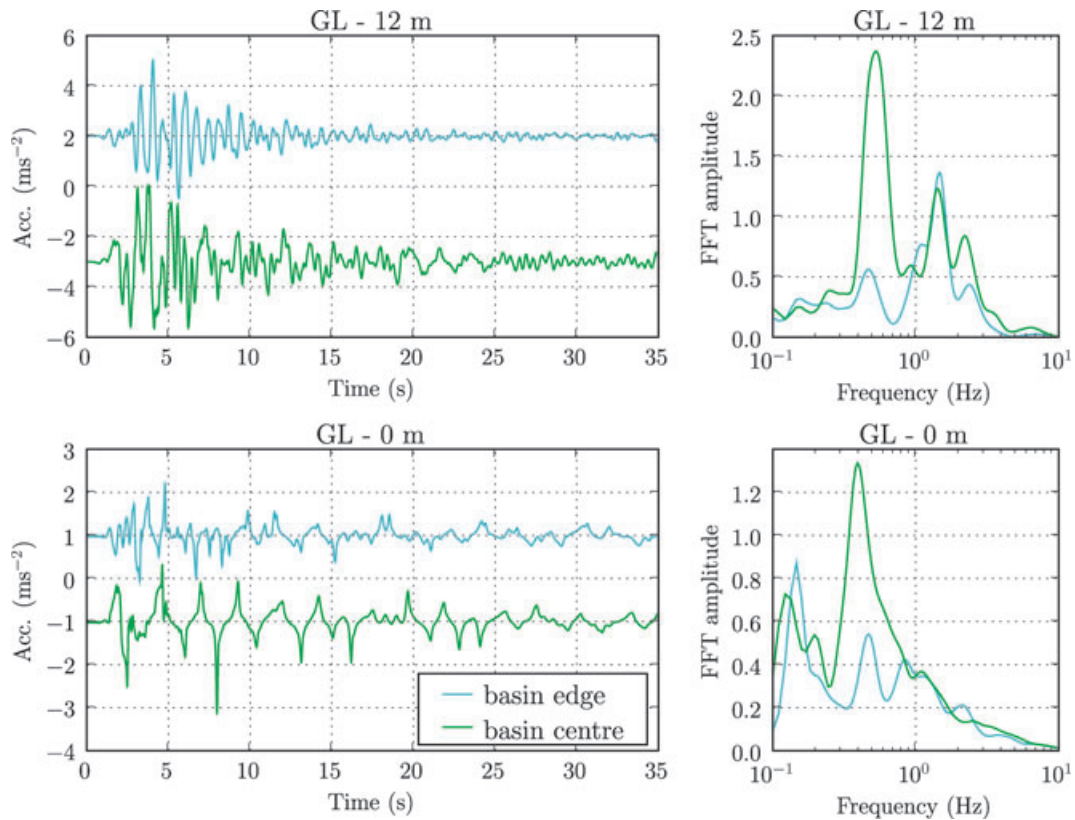 GL - 12 m
6
4
2
0
−2
−4
−6
Acc. (ms⁻²)
0 5 10 15 20 25 30 35
Time (s)
GL - 12 m
2.5
2.0
1.5
1.0
0.5
0.0
FFT amplitude
10⁻¹ 10⁰ 10¹
Frequency (Hz)
GL - 0 m
3
2
1
0
−1
−2
−3
−4
Acc. (ms⁻²)
basin edge
basin centre
0 5 10 15 20 25 30 35
Time (s)
GL - 0 m
1.2
1.0
0.8
0.6
0.4
0.2
0.0
FFT amplitude
10⁻¹ 10⁰ 10¹
Frequency (Hz)